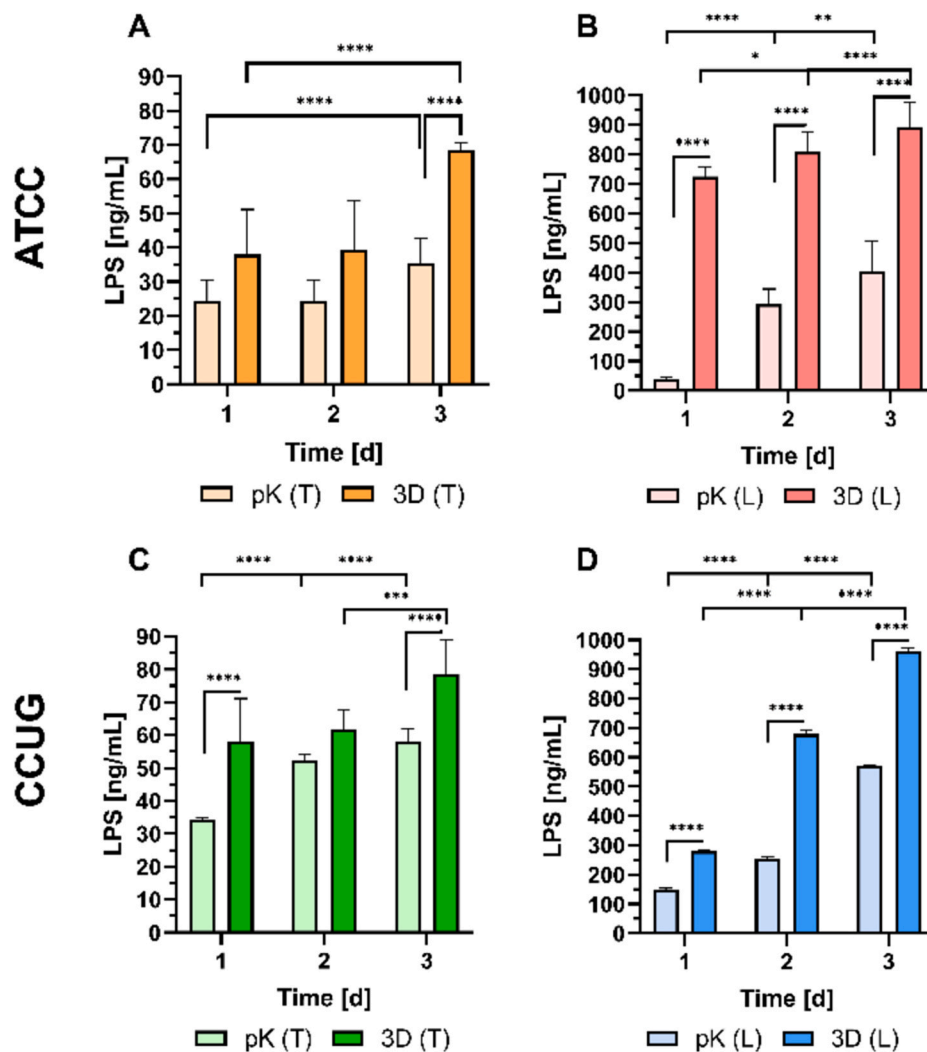 ATCC
A
****
****
****
LPS [ng/mL]
90
80
70
60
50
40
30
20
10
0
1 2 3
Time [d]
pK (T) 3D (T)
B
**** **
* ****
****
****
****
LPS [ng/mL]
1000
900
800
700
600
500
400
300
200
100
0
1 2 3
Time [d]
pK (L) 3D (L)
CCUG
C
**** ****
***
****
****
LPS [ng/mL]
90
80
70
60
50
40
30
20
10
0
1 2 3
Time [d]
pK (T) 3D (T)
D
**** ****
**** ****
****
****
****
LPS [ng/mL]
1000
900
800
700
600
500
400
300
200
100
0
1 2 3
Time [d]
pK (L) 3D (L)